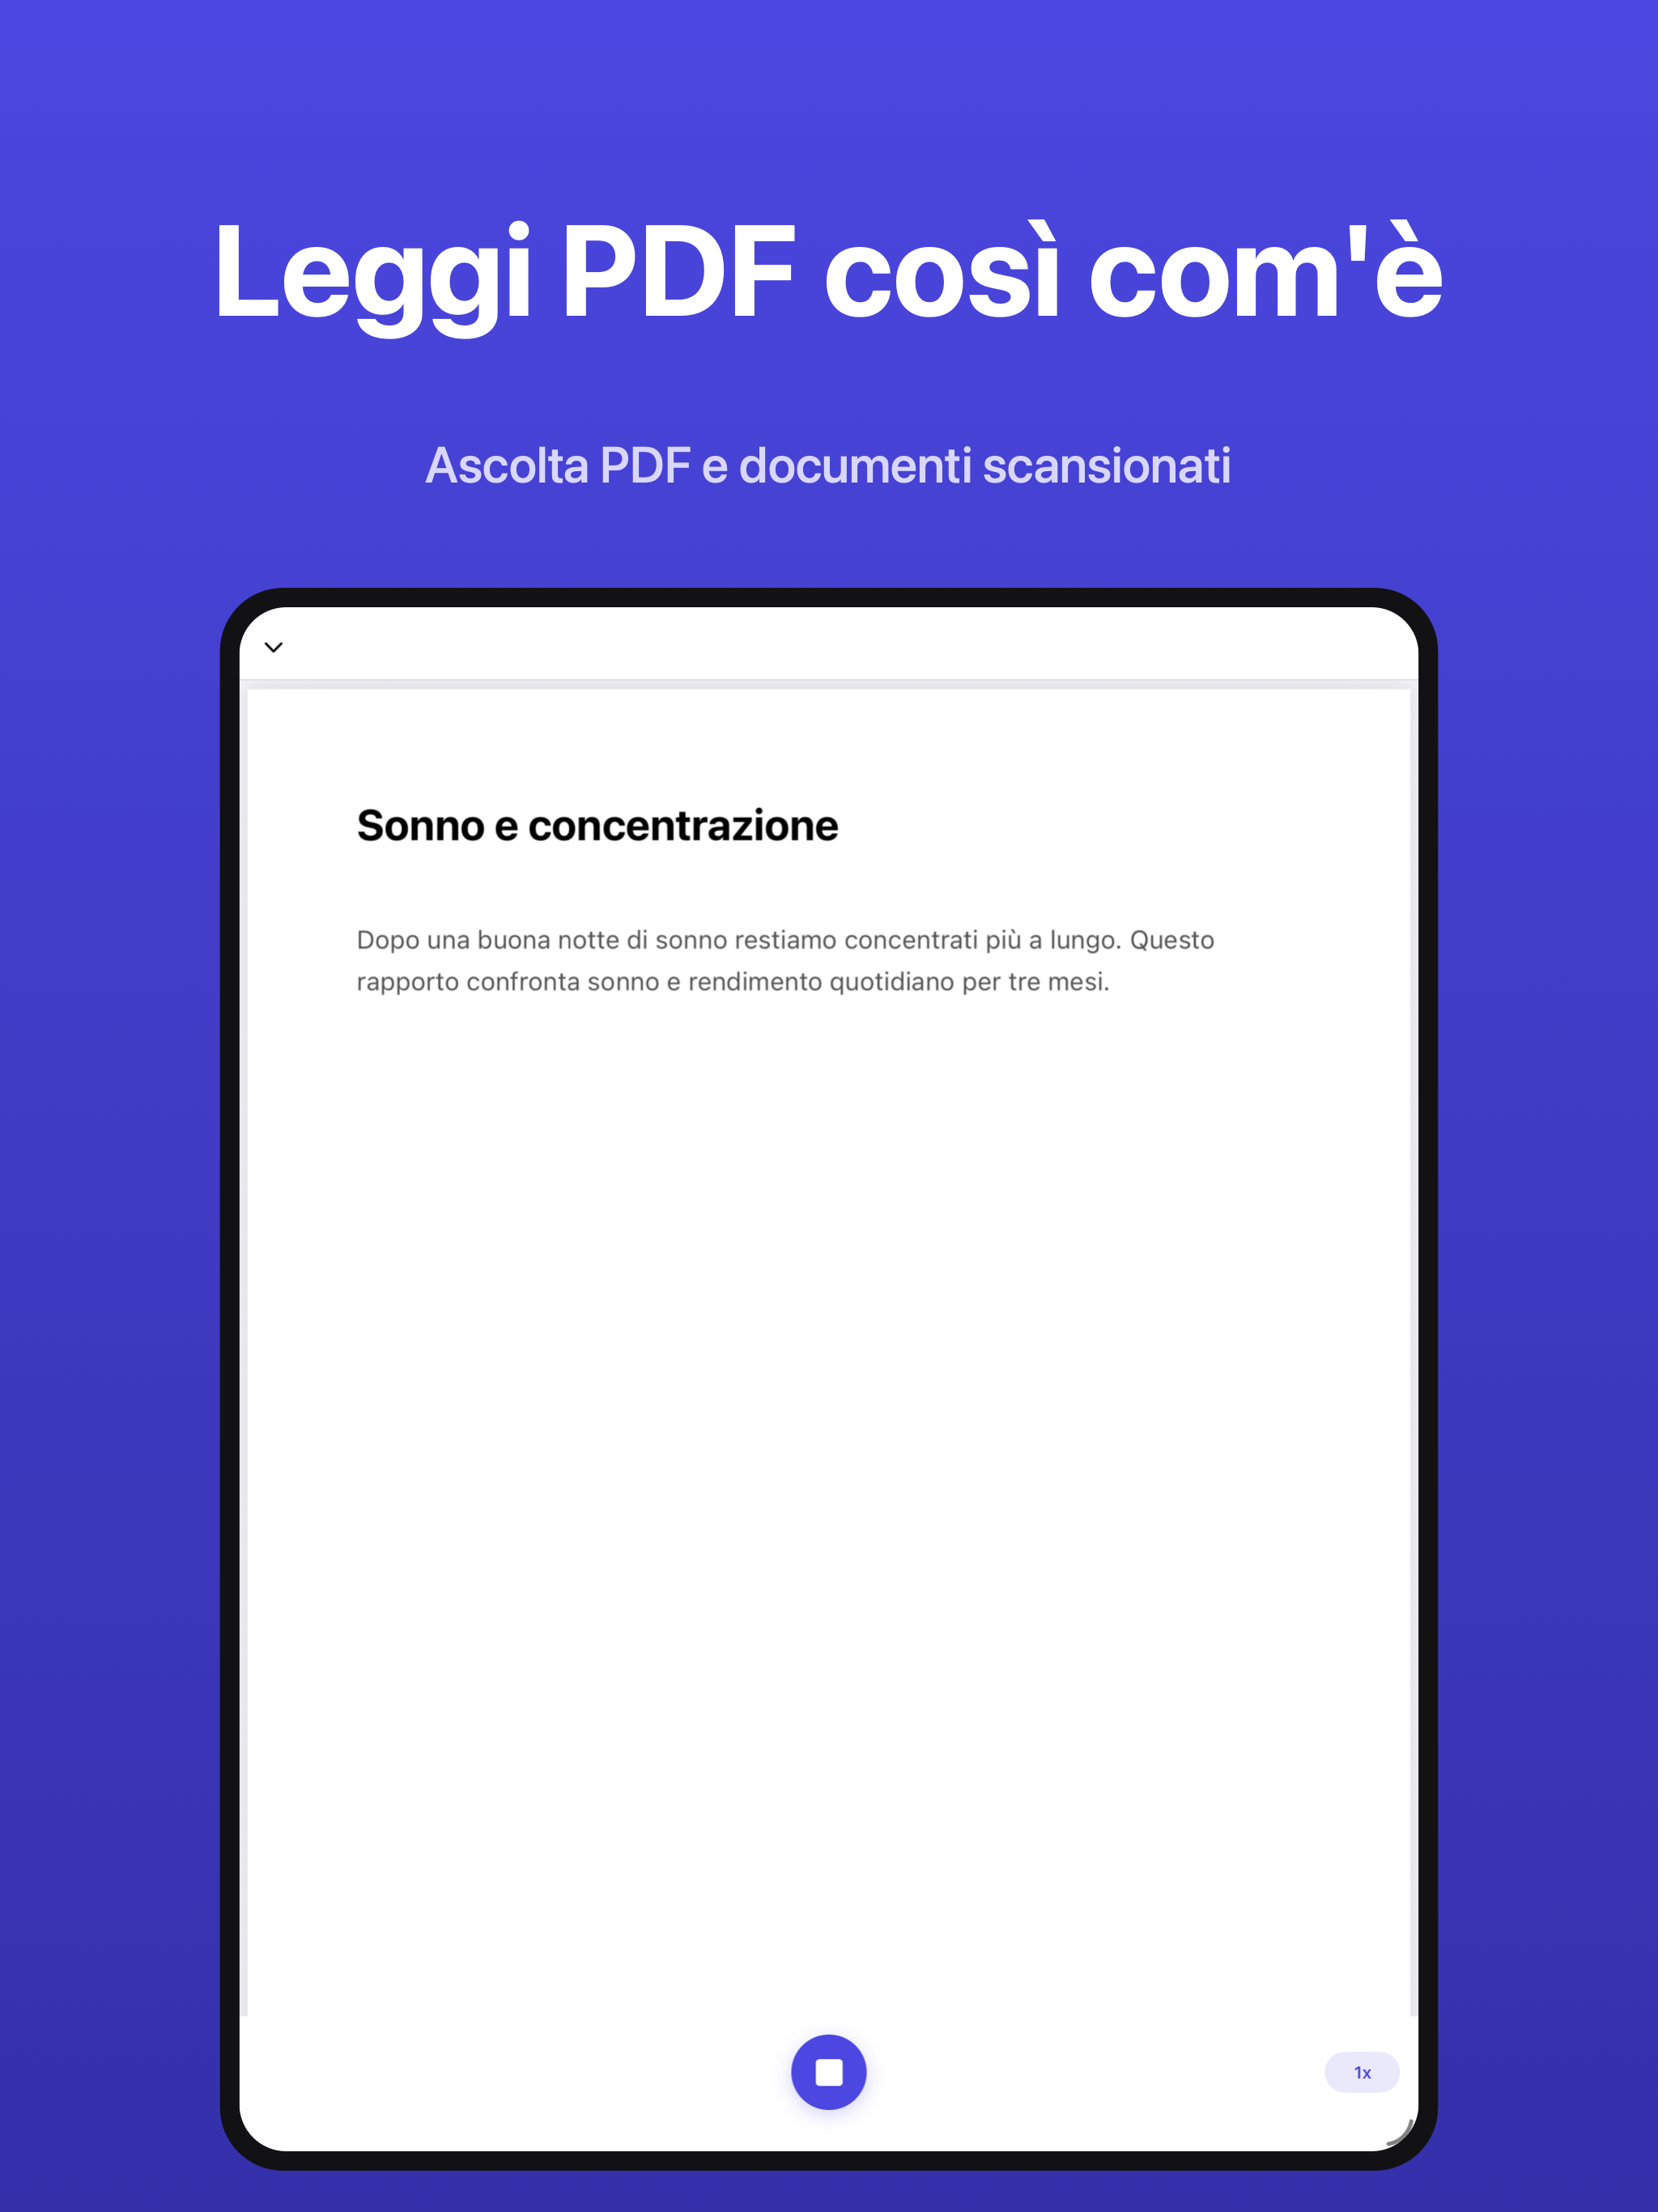 Leggi PDF così com'è
Ascolta PDF e documenti scansionati
Sonno e concentrazione
Dopo una buona notte di sonno restiamo concentrati più a lungo. Questo
rapporto confronta sonno e rendimento quotidiano per tre mesi.
1x